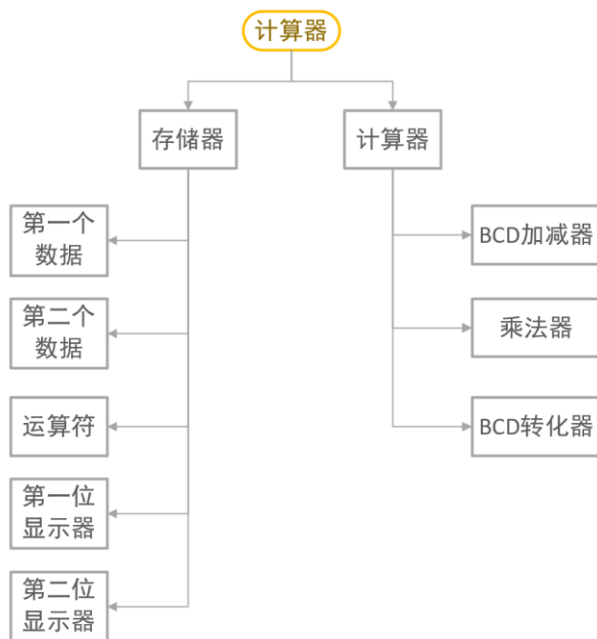 计算器
存储器
计算器
第一个
数据
第二个
数据
运算符
第一位
显示器
第二位
显示器
BCD加减器
乘法器
BCD转化器